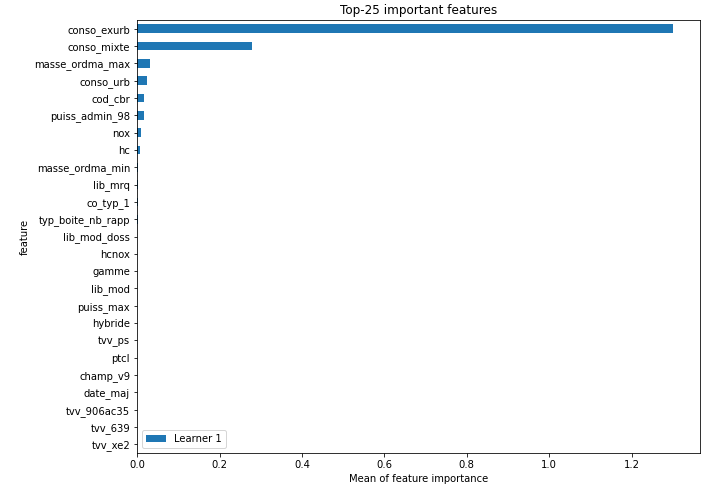 Top-25 important features
conso_exurb
conso_mixte
masse_ordma_max
conso_urb
cod_cbr
puiss_admin_98
nox
hc
masse_ordma_min
lib_mrq
co_typ_1
typ_boite_nb_rapp
lib_mod_doss
hcnox
gamme
lib_mod
puiss_max
hybride
tvv_ps
ptcl
champ_v9
date_maj
tvv_906ac35
tvv_639
tvv_xe2
feature
Learner 1
0.0 0.2 0.4 0.6 0.8 1.0 1.2
Mean of feature importance